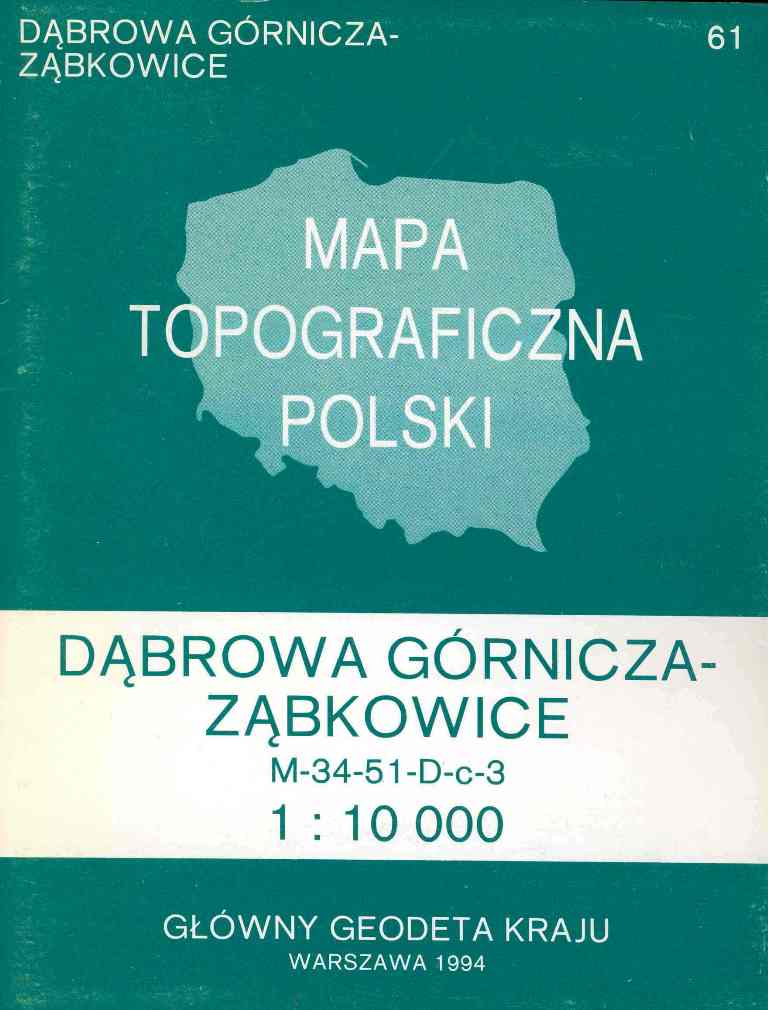 DĄBROWA GÓRNICZA-
ZĄBKOWICE
61
MAPA
TOPOGRAFICZNA
POLSKI
DĄBROWA GÓRNICZA-
ZĄBKOWICE
M-34-51-D-c-3
1 : 10 000
GŁÓWNY GEODETA KRAJU
WARSZAWA 1994